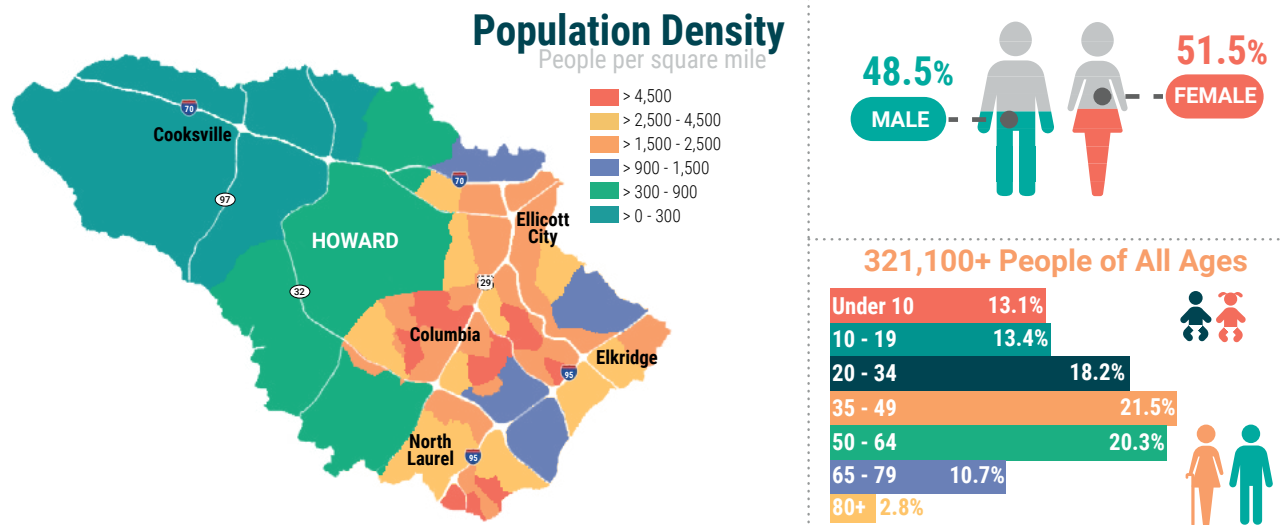 Population Density
People per square mile
> 4,500
> 2,500 - 4,500
> 1,500 - 2,500
> 900 - 1,500
> 300 - 900
> 0 - 300
70
Cooksville
97
70
HOWARD
Ellicott
City
32
29
Columbia
Elkridge
95
North
Laurel
95
48.5%
MALE
51.5%
FEMALE
321,100+ People of All Ages
Under 10 13.1%
10 - 19 13.4%
20 - 34 18.2%
35 - 49 21.5%
50 - 64 20.3%
65 - 79 10.7%
80+ 2.8%